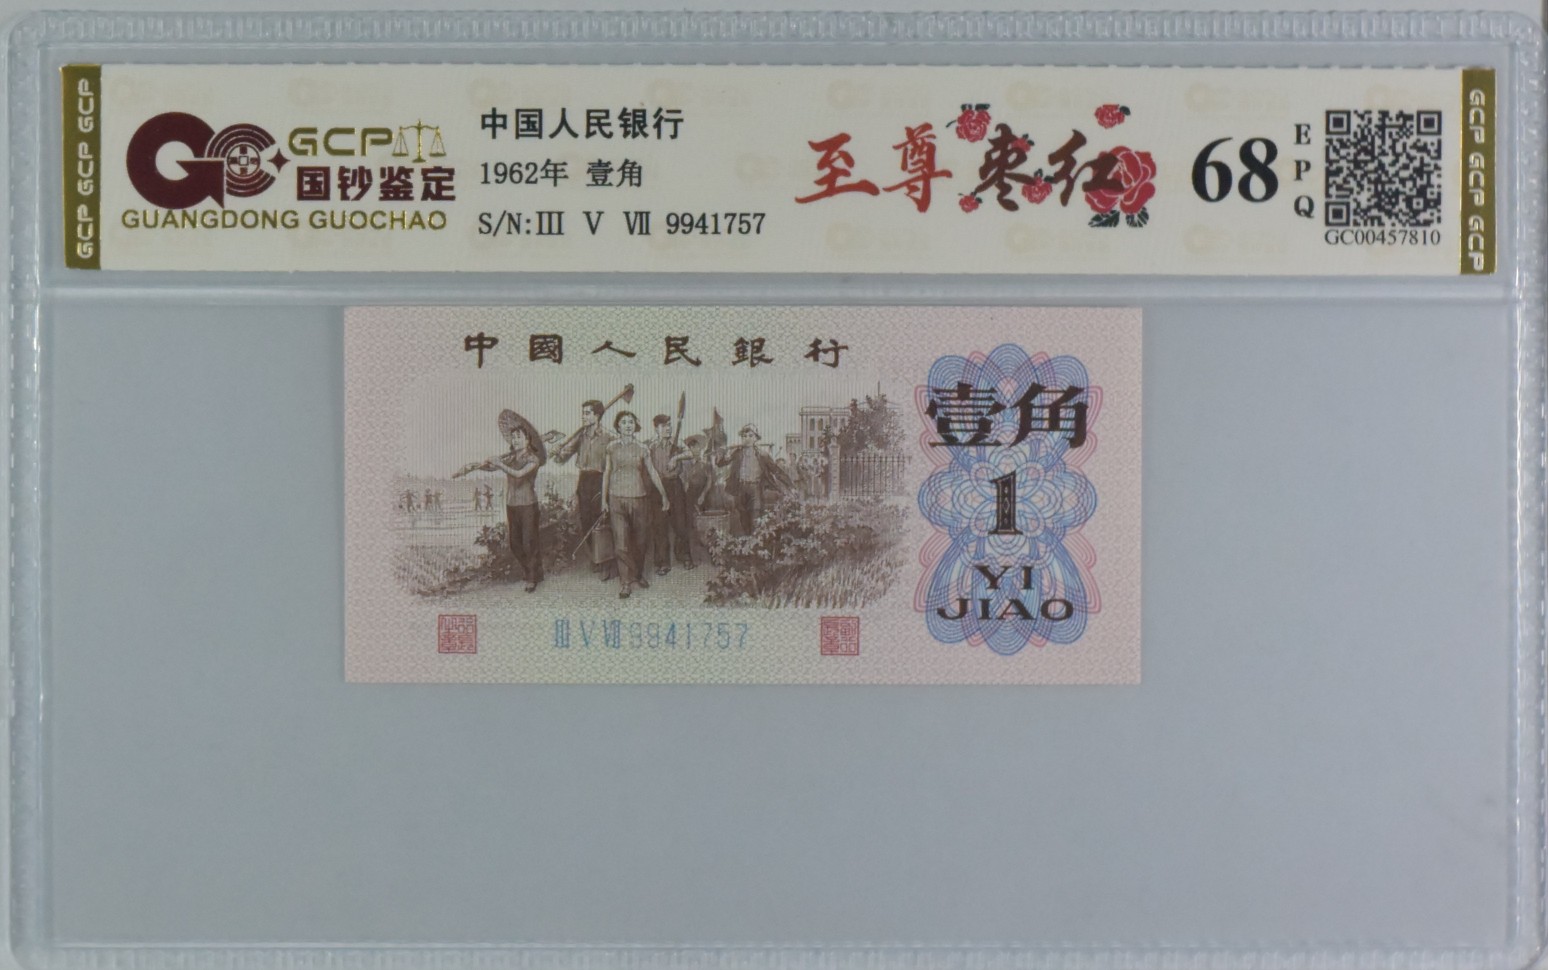 GCP GCP GCP
GCP
国钞鉴定
GUANGDONG GUOCHAO
中国人民银行
1962年 壹角
S/N:Ⅲ Ⅴ Ⅶ 9941757
至尊枣红
68
EPQ
GC00457810
GCP GCP GCP
中國人民銀行
壹角
1
YI
JIAO
Ⅲ Ⅴ Ⅶ 9941757